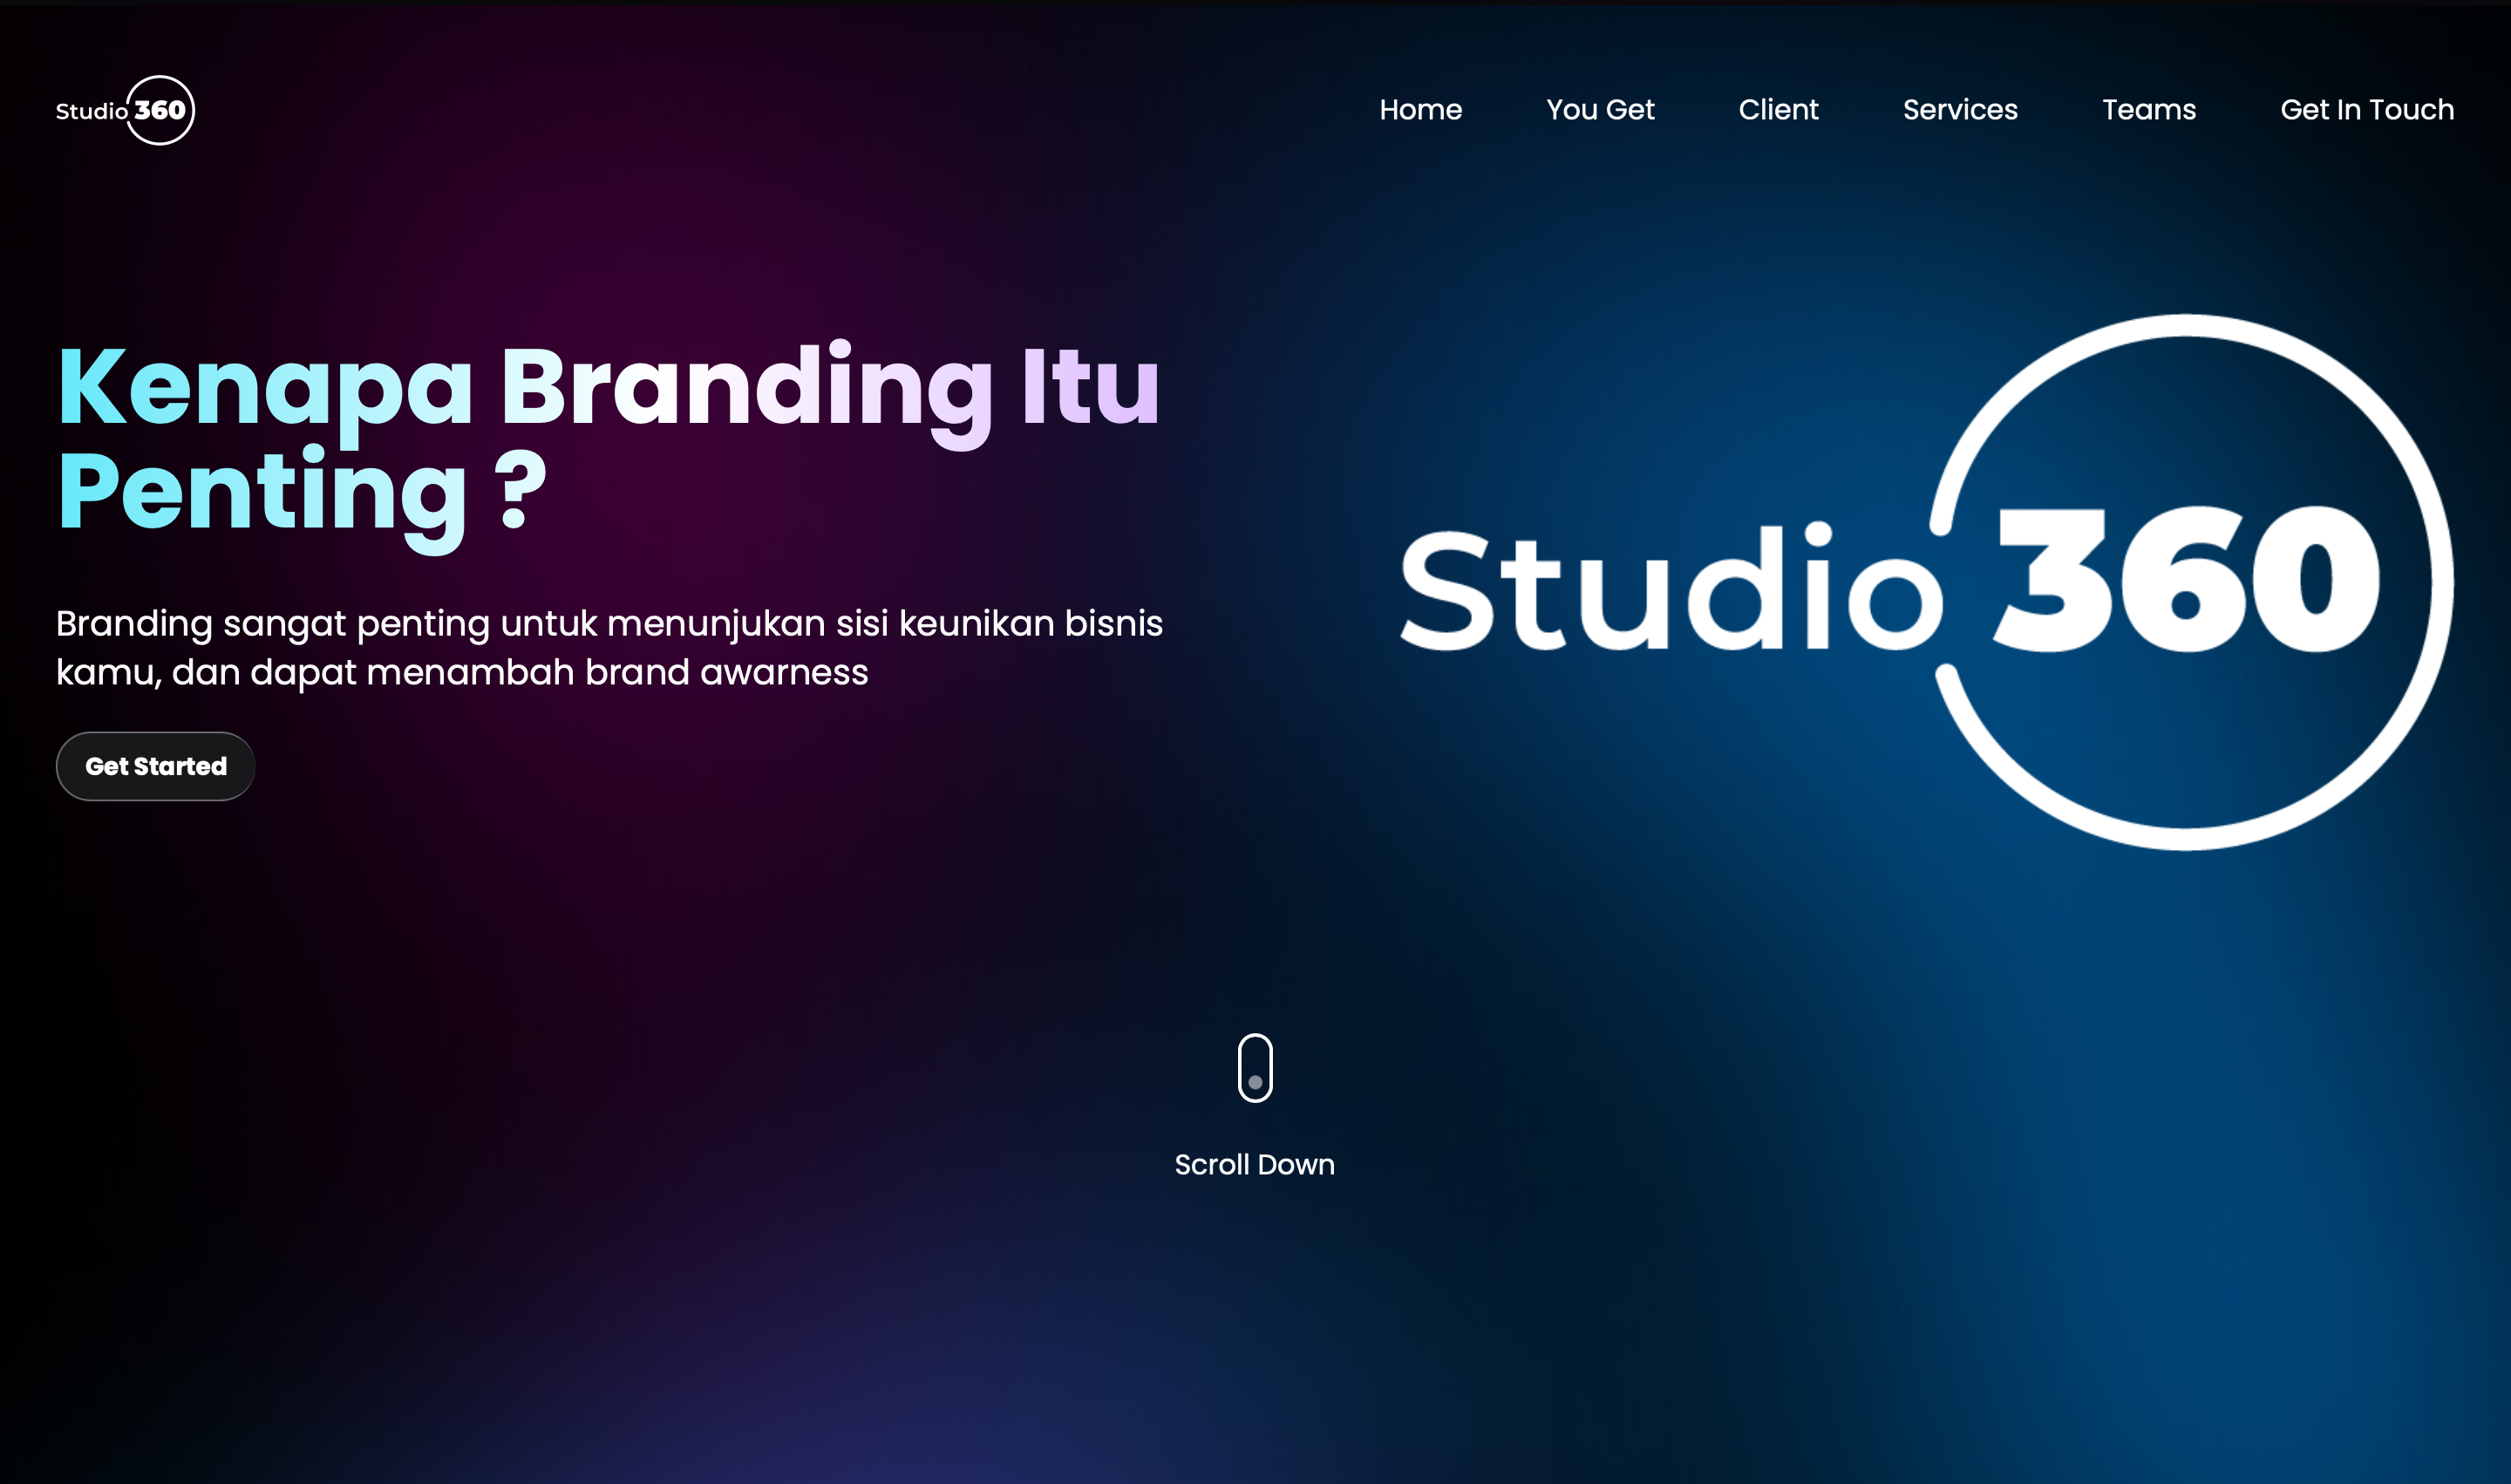 Studio 360
Home You Get Client Services Teams Get In Touch
Kenapa Branding Itu
Penting ?
Branding sangat penting untuk menunjukan sisi keunikan bisnis
kamu, dan dapat menambah brand awarness
Get Started
Studio 360
Scroll Down